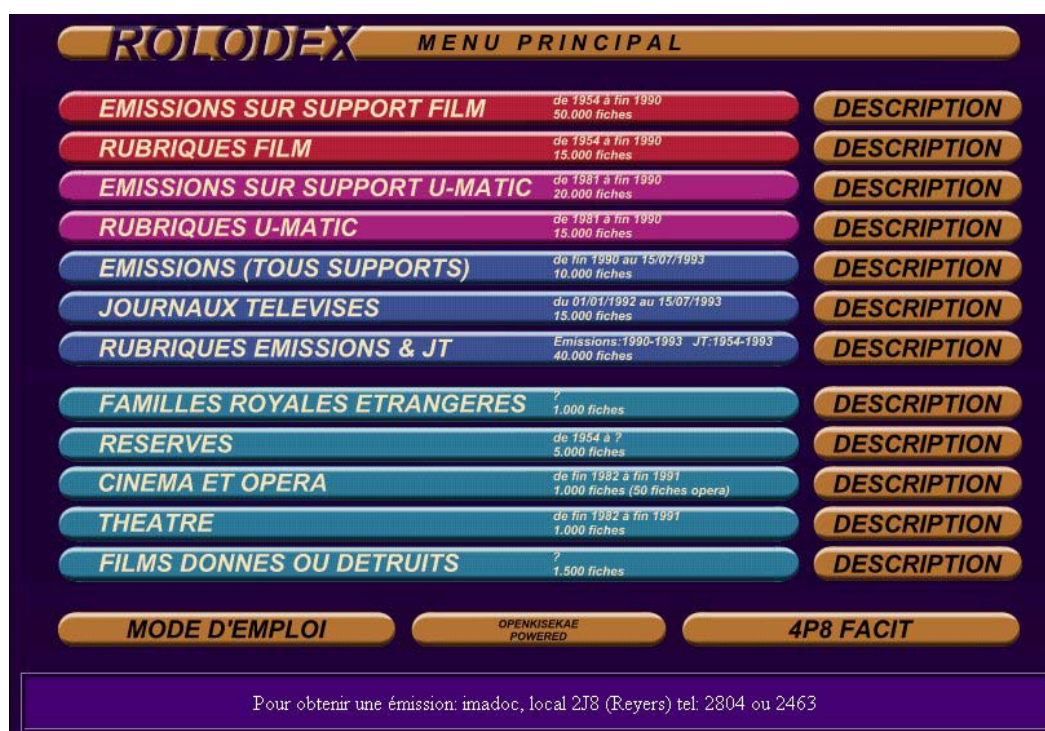 ROLODEX MENU PRINCIPAL
EMISSIONS SUR SUPPORT FILM
de 1954 à fin 1990
50.000 fiches
DESCRIPTION
RUBRIQUES FILM
de 1954 à fin 1990
15.000 fiches
DESCRIPTION
EMISSIONS SUR SUPPORT U-MATIC
de 1981 à fin 1990
20.000 fiches
DESCRIPTION
RUBRIQUES U-MATIC
de 1981 à fin 1990
15.000 fiches
DESCRIPTION
EMISSIONS (TOUS SUPPORTS)
de fin 1990 au 15/07/1993
10.000 fiches
DESCRIPTION
JOURNAUX TELEVISES
du 01/01/1992 au 15/07/1993
15.000 fiches
DESCRIPTION
RUBRIQUES EMISSIONS & JT
Emissions:1990-1993 JT:1954-1993
40.000 fiches
DESCRIPTION
FAMILLES ROYALES ETRANGERES
?
1.000 fiches
DESCRIPTION
RESERVES
de 1954 à ?
5.000 fiches
DESCRIPTION
CINEMA ET OPERA
de fin 1982 à fin 1991
1.000 fiches (50 fiches opera)
DESCRIPTION
THEATRE
de fin 1982 à fin 1991
1.000 fiches
DESCRIPTION
FILMS DONNES OU DETRUITS
?
1.500 fiches
DESCRIPTION
MODE D'EMPLOI
OPENKISEKAE
POWERED
4P8 FACIT
Pour obtenir une émission: imadoc, local 2J8 (Reyers) tel: 2804 ou 2463